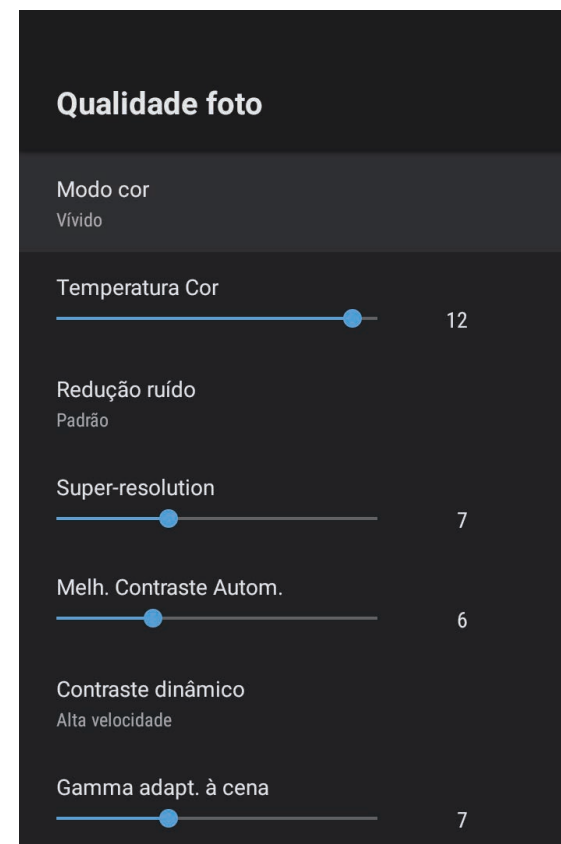 Qualidade foto
Modo cor
Vívido
Temperatura Cor
12
Redução ruído
Padrão
Super-resolution
7
Melh. Contraste Autom.
6
Contraste dinâmico
Alta velocidade
Gamma adapt. à cena
7